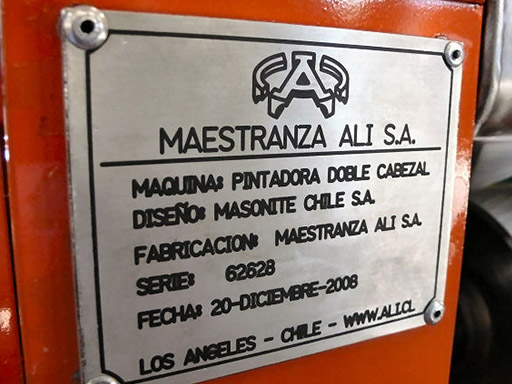 MAESTRANZA ALI S.A.
MAQUINA: PINTADORA DOBLE CABEZAL
DISEÑO: MASONITE CHILE S.A.
FABRICACION: MAESTRANZA ALI S.A.
SERIE: 62628
FECHA: 20-DICIEMBRE-2008
LOS ANGELES - CHILE - WWW.ALI.CL